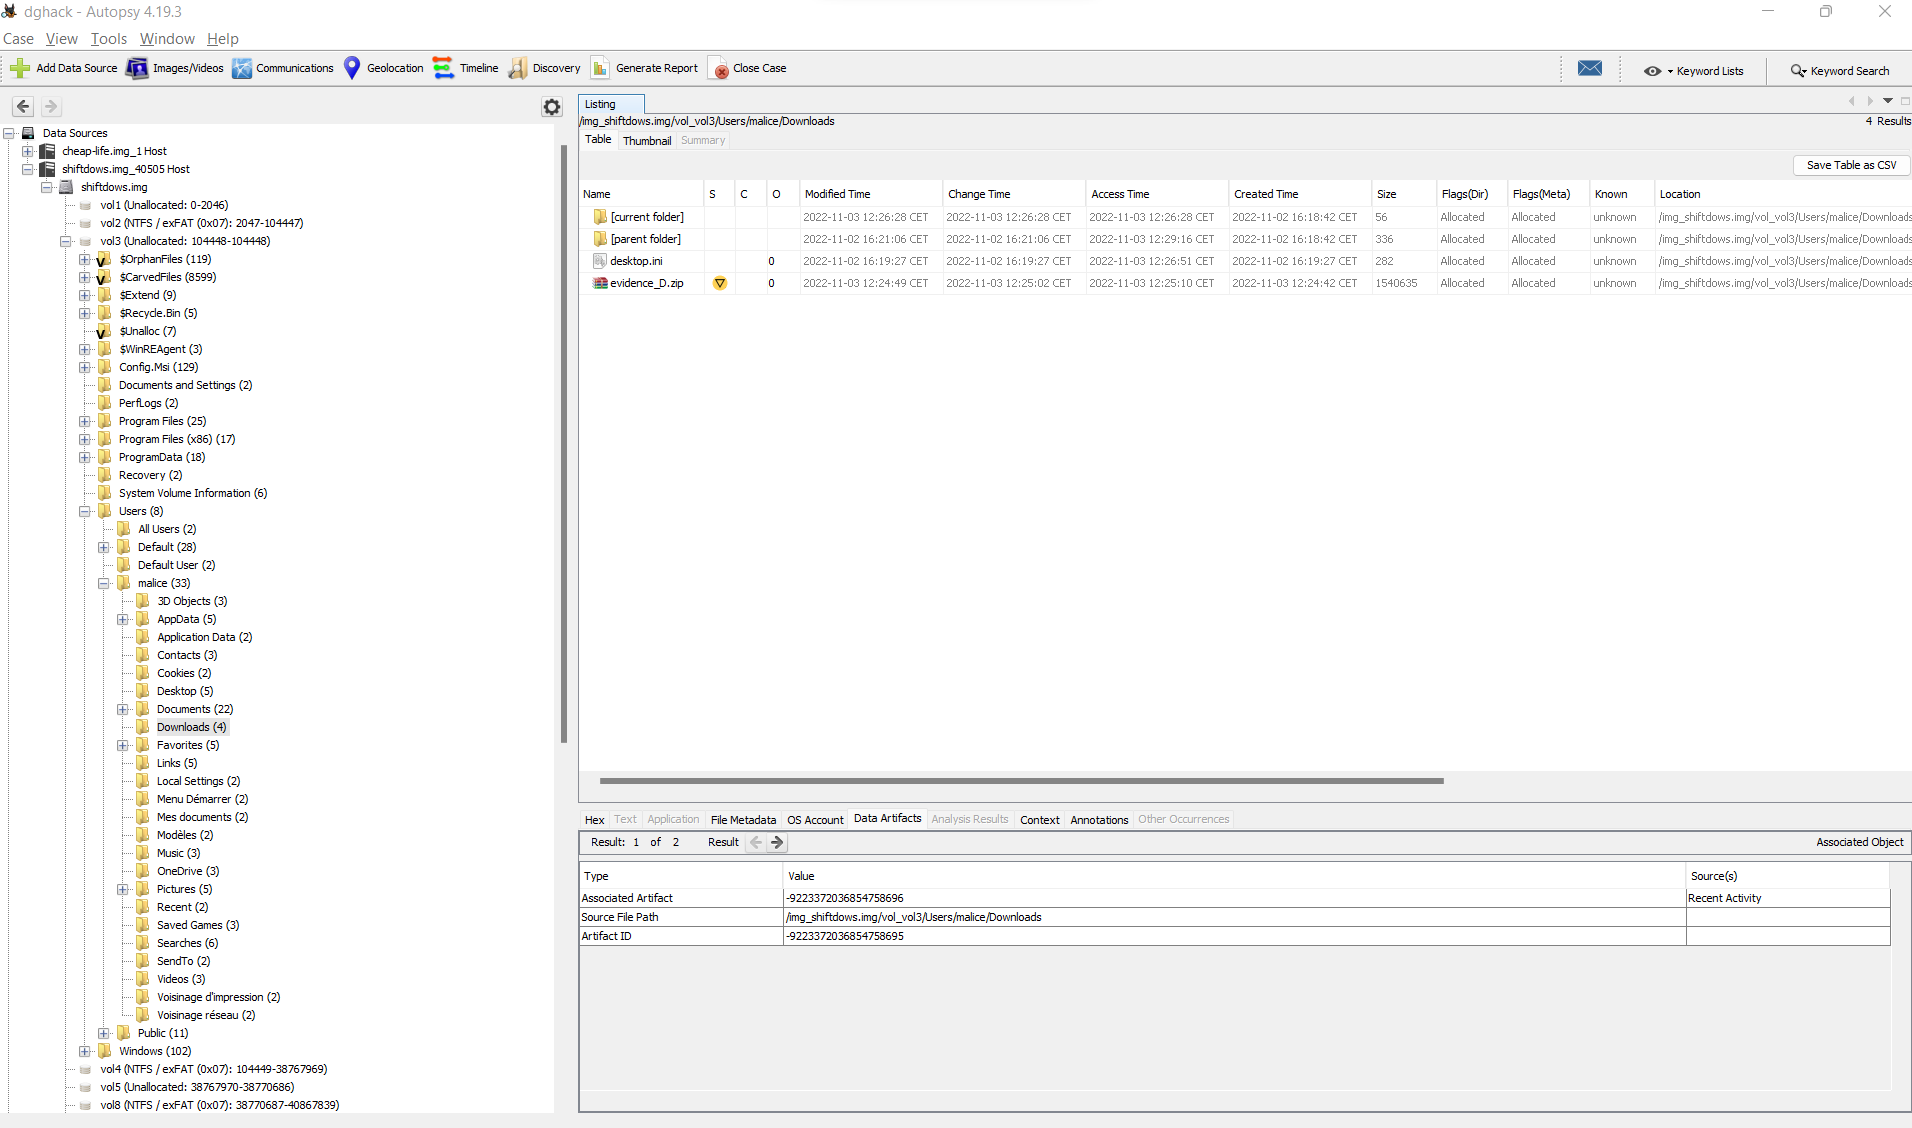 dghack - Autopsy 4.19.3
Case View Tools Window Help
Add Data Source Images/Videos Communications Geolocation Timeline Discovery Generate Report Close Case Keyword Lists Keyword Search
Data Sources
cheap-life.img_1 Host
shiftdows.img_40505 Host
shiftdows.img
vol1 (Unallocated: 0-2046)
vol2 (NTFS / exFAT (0x07): 2047-104447)
vol3 (Unallocated: 104448-104448)
$OrphanFiles (119)
$CarvedFiles (8599)
$Extend (9)
$Recycle.Bin (5)
$Unalloc (7)
$WinREAgent (3)
Config.Msi (129)
Documents and Settings (2)
PerfLogs (2)
Program Files (25)
Program Files (x86) (17)
ProgramData (18)
Recovery (2)
System Volume Information (6)
Users (8)
All Users (2)
Default (28)
Default User (2)
malice (33)
3D Objects (3)
AppData (5)
Application Data (2)
Contacts (3)
Cookies (2)
Desktop (5)
Documents (22)
Downloads (4)
Favorites (5)
Links (5)
Local Settings (2)
Menu Démarrer (2)
Mes documents (2)
Modèles (2)
Music (3)
OneDrive (3)
Pictures (5)
Recent (2)
Saved Games (3)
Searches (6)
SendTo (2)
Videos (3)
Voisinage d'impression (2)
Voisinage réseau (2)
Public (11)
Windows (102)
vol4 (NTFS / exFAT (0x07): 104449-38767969)
vol5 (Unallocated: 38767970-38770686)
vol8 (NTFS / exFAT (0x07): 38770687-40867839)
Listing
/img_shiftdows.img/vol_vol3/Users/malice/Downloads 4 Results
Table Thumbnail Summary
Save Table as CSV
Name S C O Modified Time Change Time Access Time Created Time Size Flags(Dir) Flags(Meta) Known Location
[current folder] 2022-11-03 12:26:28 CET 2022-11-03 12:26:28 CET 2022-11-03 12:26:28 CET 2022-11-02 16:18:42 CET 56 Allocated Allocated unknown /img_shiftdows.img/vol_vol3/Users/malice/Downloads
[parent folder] 2022-11-02 16:21:06 CET 2022-11-02 16:21:06 CET 2022-11-03 12:29:16 CET 2022-11-02 16:18:42 CET 336 Allocated Allocated unknown /img_shiftdows.img/vol_vol3/Users/malice/Downloads
desktop.ini 0 2022-11-02 16:19:27 CET 2022-11-02 16:19:27 CET 2022-11-03 12:26:51 CET 2022-11-02 16:19:27 CET 282 Allocated Allocated unknown /img_shiftdows.img/vol_vol3/Users/malice/Downloads
evidence_D.zip 0 2022-11-03 12:24:49 CET 2022-11-03 12:25:02 CET 2022-11-03 12:25:10 CET 2022-11-03 12:24:42 CET 1540635 Allocated Allocated unknown /img_shiftdows.img/vol_vol3/Users/malice/Downloads
Hex Text Application File Metadata OS Account Data Artifacts Analysis Results Context Annotations Other Occurrences
Result: 1 of 2 Result Associated Object
Type Value Source(s)
Associated Artifact -9223372036854758696 Recent Activity
Source File Path /img_shiftdows.img/vol_vol3/Users/malice/Downloads
Artifact ID -9223372036854758695